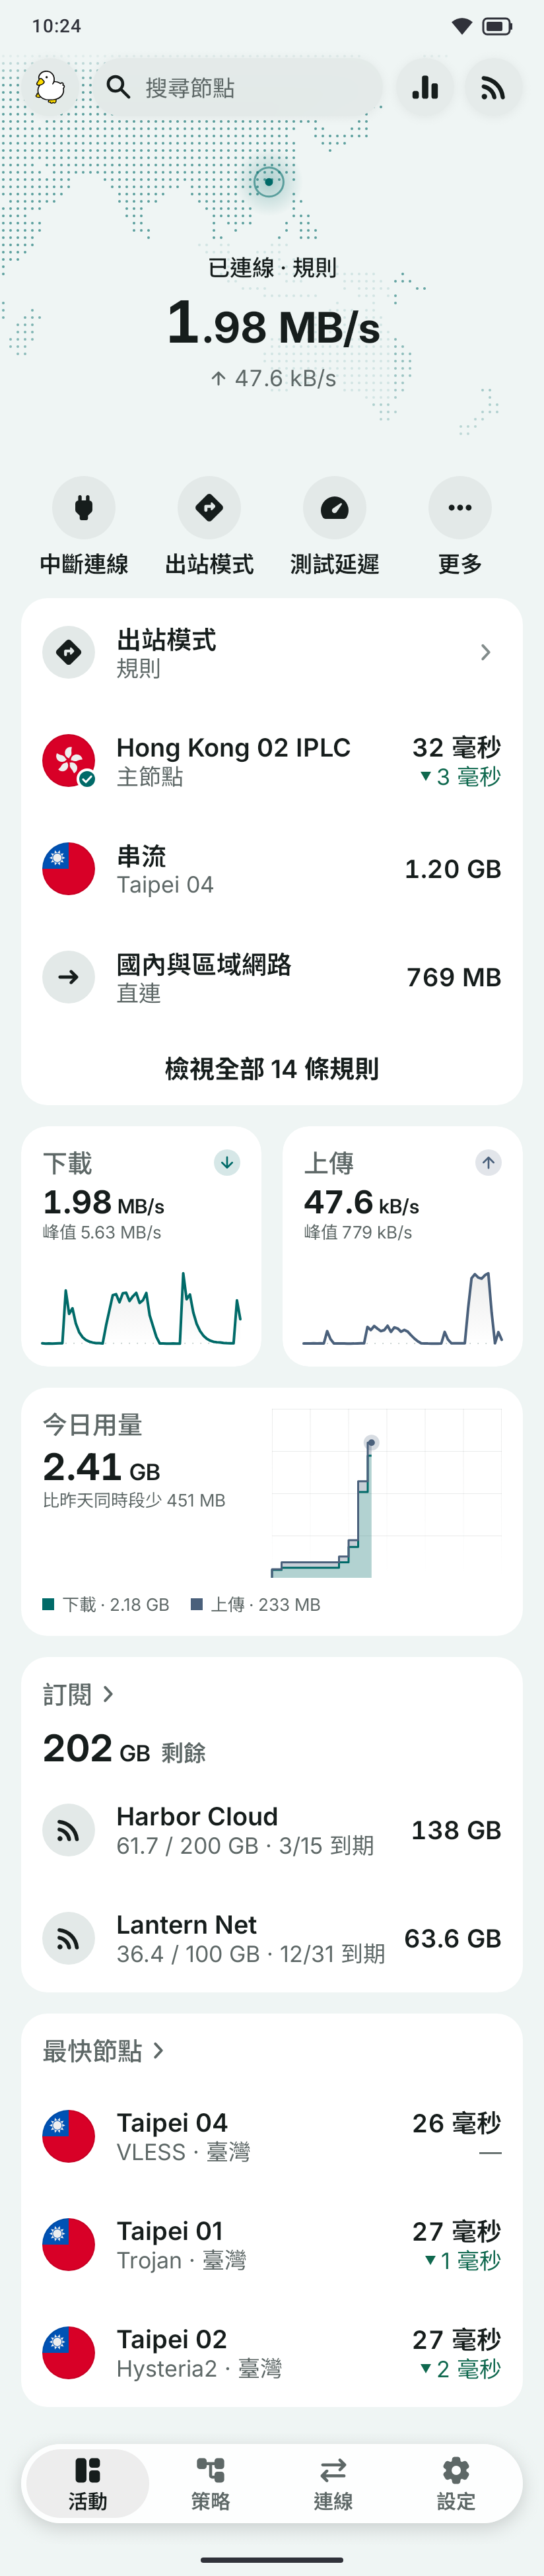 10:24
搜尋節點
已連線 · 規則
1.98 MB/s
↑ 47.6 kB/s
中斷連線 出站模式 測試延遲 更多
出站模式
規則
Hong Kong 02 IPLC 32 毫秒
主節點 ▼3 毫秒
串流
Taipei 04 1.20 GB
國內與區域網路
直連 769 MB
檢視全部 14 條規則
下載
1.98 MB/s
峰值 5.63 MB/s
上傳
47.6 kB/s
峰值 779 kB/s
今日用量
2.41 GB
比昨天同時段少 451 MB
下載 · 2.18 GB 上傳 · 233 MB
訂閱
202 GB 剩餘
Harbor Cloud
61.7 / 200 GB · 3/15 到期 138 GB
Lantern Net
36.4 / 100 GB · 12/31 到期 63.6 GB
最快節點
Taipei 04 26 毫秒
VLESS · 臺灣 —
Taipei 01 27 毫秒
Trojan · 臺灣 ▼1 毫秒
Taipei 02 27 毫秒
Hysteria2 · 臺灣 ▼2 毫秒
活動 策略 連線 設定